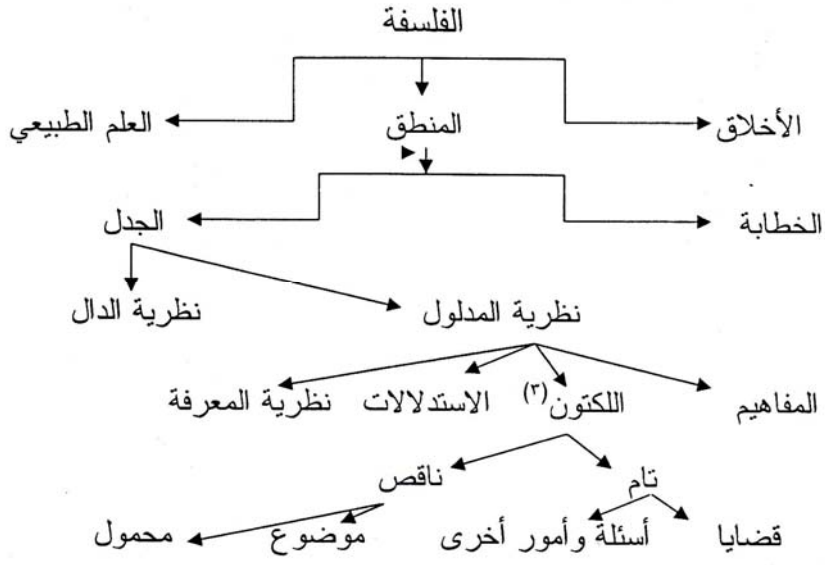 الفلسفة
الأخلاق المنطق العلم الطبيعي
الخطابة الجدل
نظرية المدلول نظرية الدال
المفاهيم اللكتون(٣) الاستدلالات نظرية المعرفة
تام ناقص
قضايا أسئلة وأمور أخرى موضوع محمول